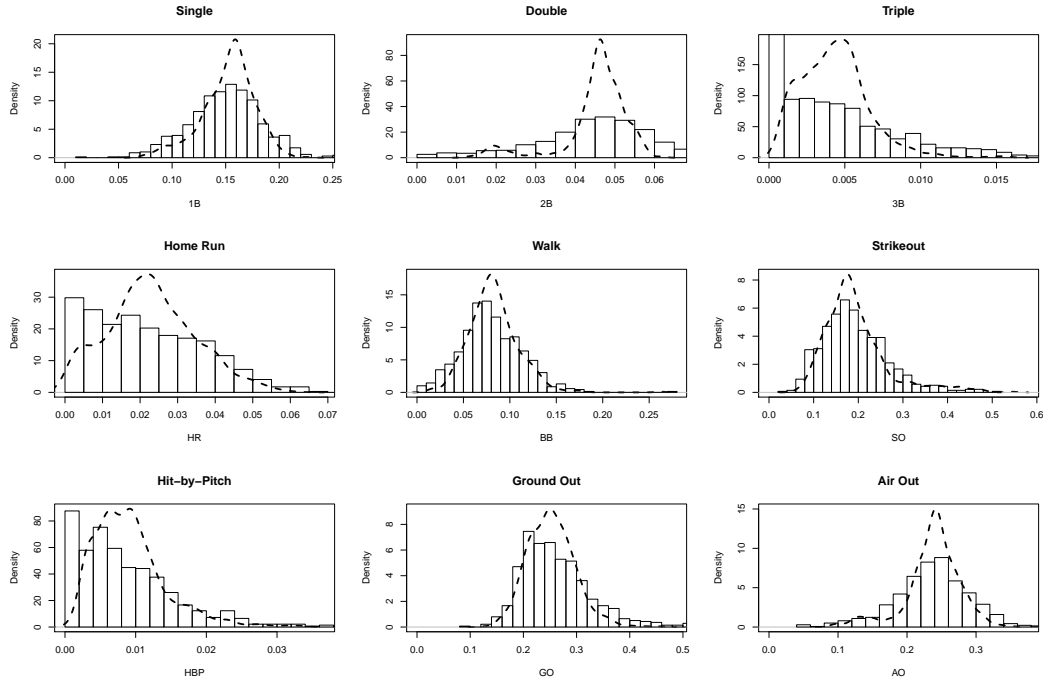 Single
Density
0 5 10 15 20
0.00 0.05 0.10 0.15 0.20 0.25
1B
Double
Density
0 20 40 60 80
0.00 0.01 0.02 0.03 0.04 0.05 0.06
2B
Triple
Density
0 50 100 150
0.000 0.005 0.010 0.015
3B
Home Run
Density
0 10 20 30
0.00 0.01 0.02 0.03 0.04 0.05 0.06 0.07
HR
Walk
Density
0 5 10 15
0.00 0.05 0.10 0.15 0.20 0.25
BB
Strikeout
Density
0 2 4 6 8
0.0 0.1 0.2 0.3 0.4 0.5 0.6
SO
Hit−by−Pitch
Density
0 20 40 60 80
0.00 0.01 0.02 0.03
HBP
Ground Out
Density
0 2 4 6 8
0.0 0.1 0.2 0.3 0.4 0.5
GO
Air Out
Density
0 5 10 15
0.0 0.1 0.2 0.3
AO